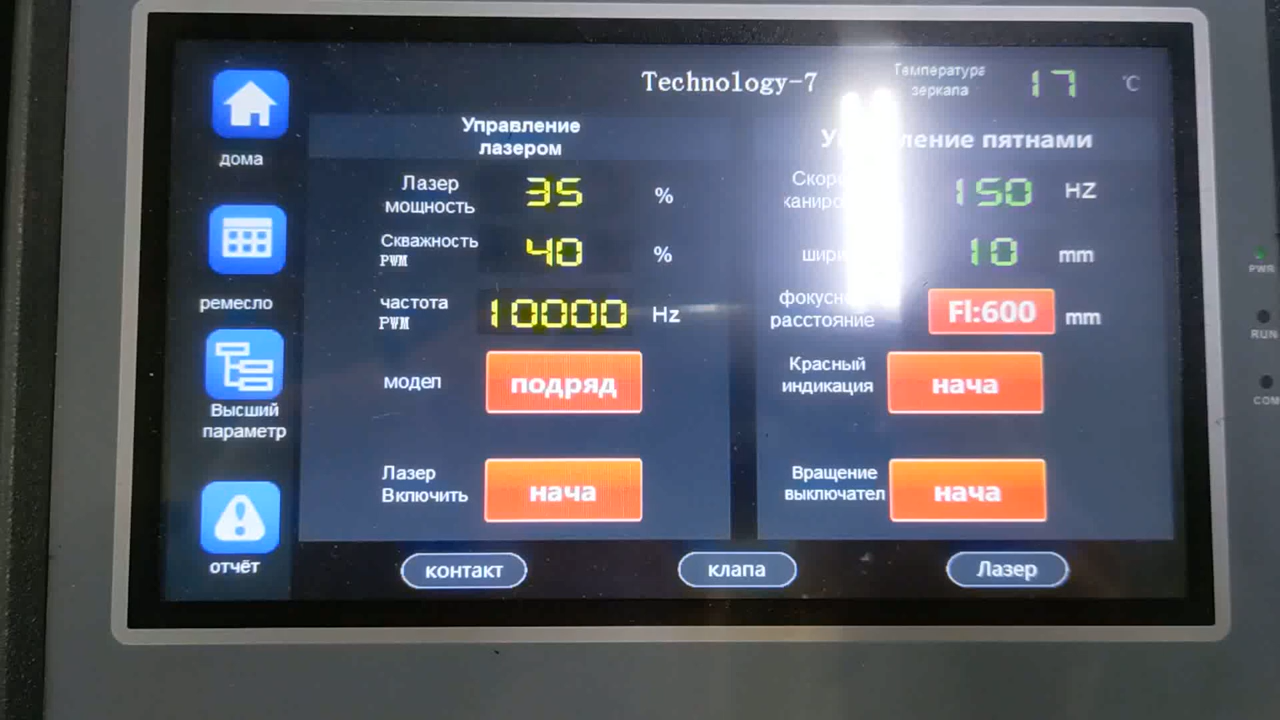 Technology-7
Температура
зеркала
17
°C
дома
ремесло
Высший
параметр
отчёт
Управление
лазером
Лазер
мощность
35
%
Скважность
PWM
40
%
частота
PWM
10000
Hz
модел
подряд
Лазер
Включить
нача
пятнами
150
HZ
10
mm
расстояние
Fl:600
mm
Красный
индикация
нача
Вращение
выключател
нача
контакт
клапа
Лазер
PWR
RUN
COM